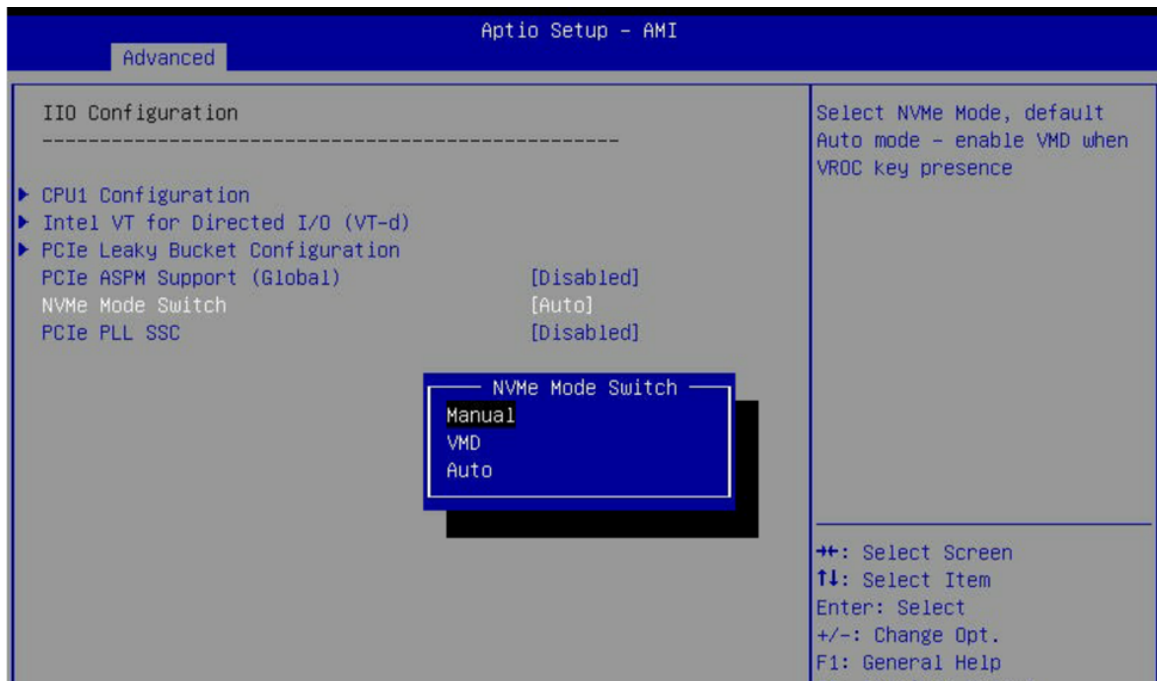 Aptio Setup – AMI
Advanced
IIO Configuration
--------------------------------------------------
CPU1 Configuration
Intel VT for Directed I/O (VT-d)
PCIe Leaky Bucket Configuration
PCIe ASPM Support (Global) [Disabled]
NVMe Mode Switch [Auto]
PCIe PLL SSC [Disabled]
NVMe Mode Switch
Manual
VMD
Auto
Select NVMe Mode, default
Auto mode – enable VMD when
VROC key presence
→←: Select Screen
↑↓: Select Item
Enter: Select
+/-: Change Opt.
F1: General Help